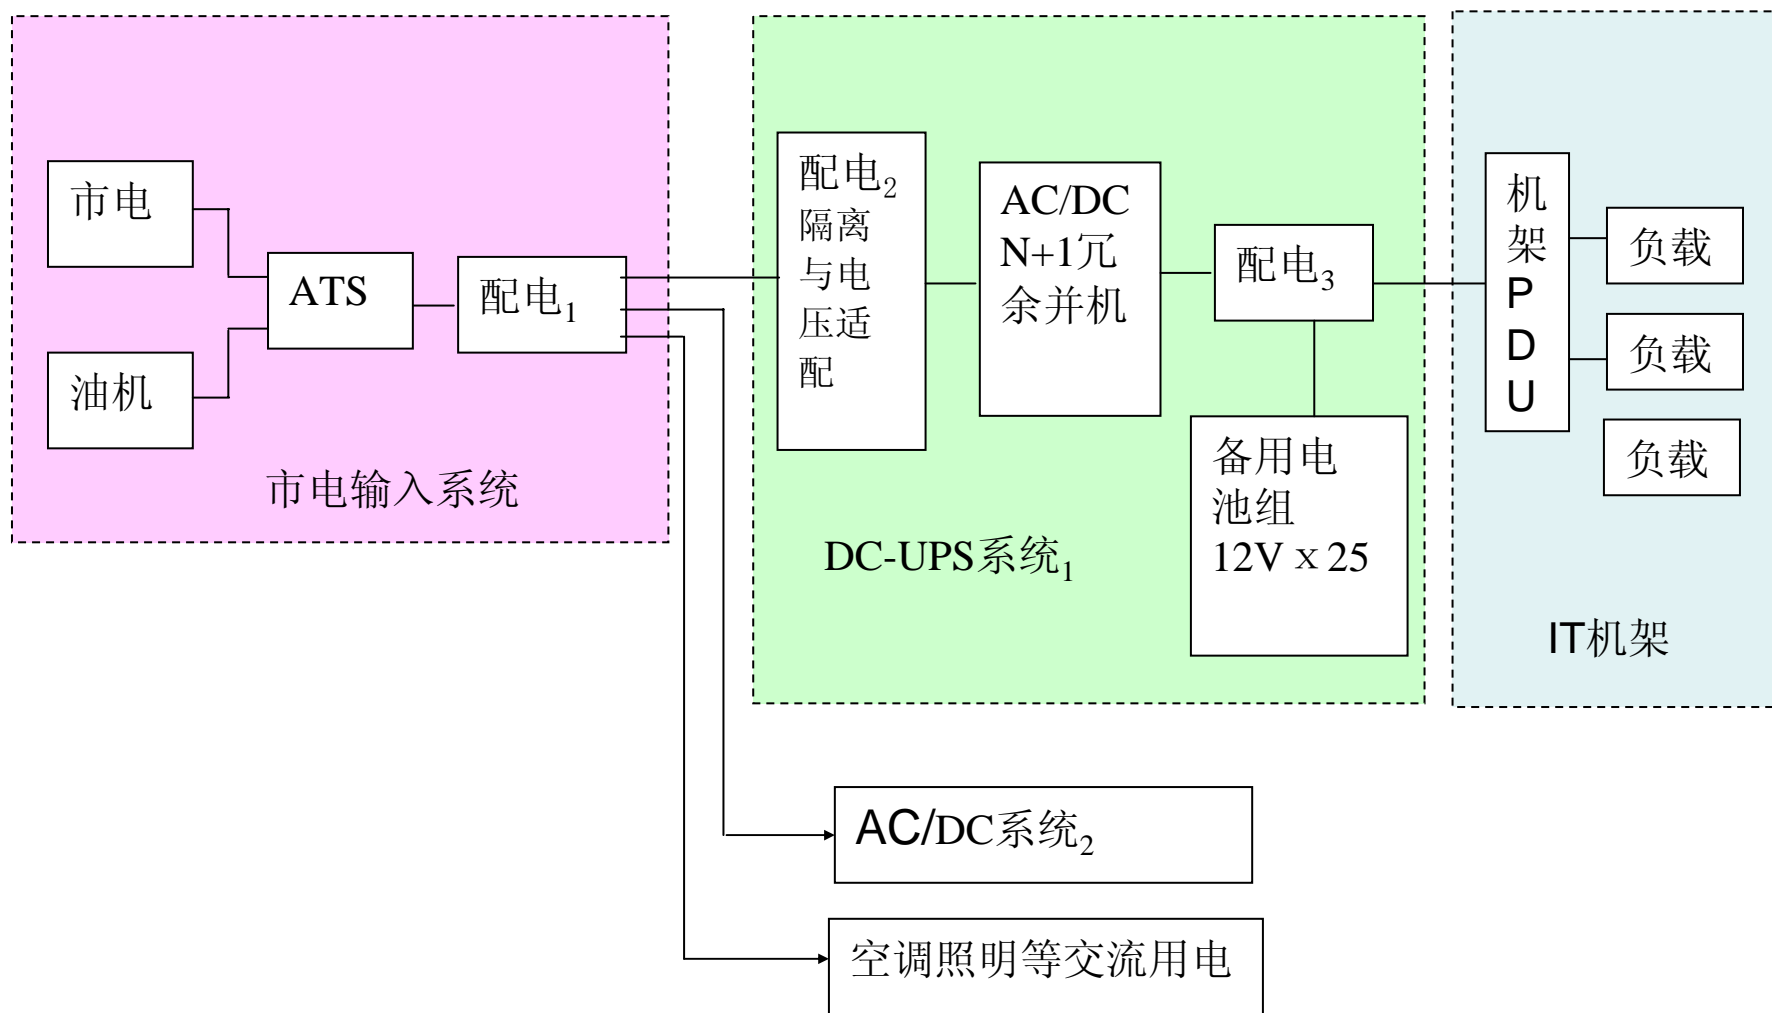 市电
油机
ATS
配电1
市电输入系统
配电2
隔离
与电
压适
配
AC/DC
N+1冗
余并机
配电3
备用电
池组
12V x 25
DC-UPS系统1
机
架
P
D
U
负载
负载
负载
IT机架
AC/DC系统2
空调照明等交流用电